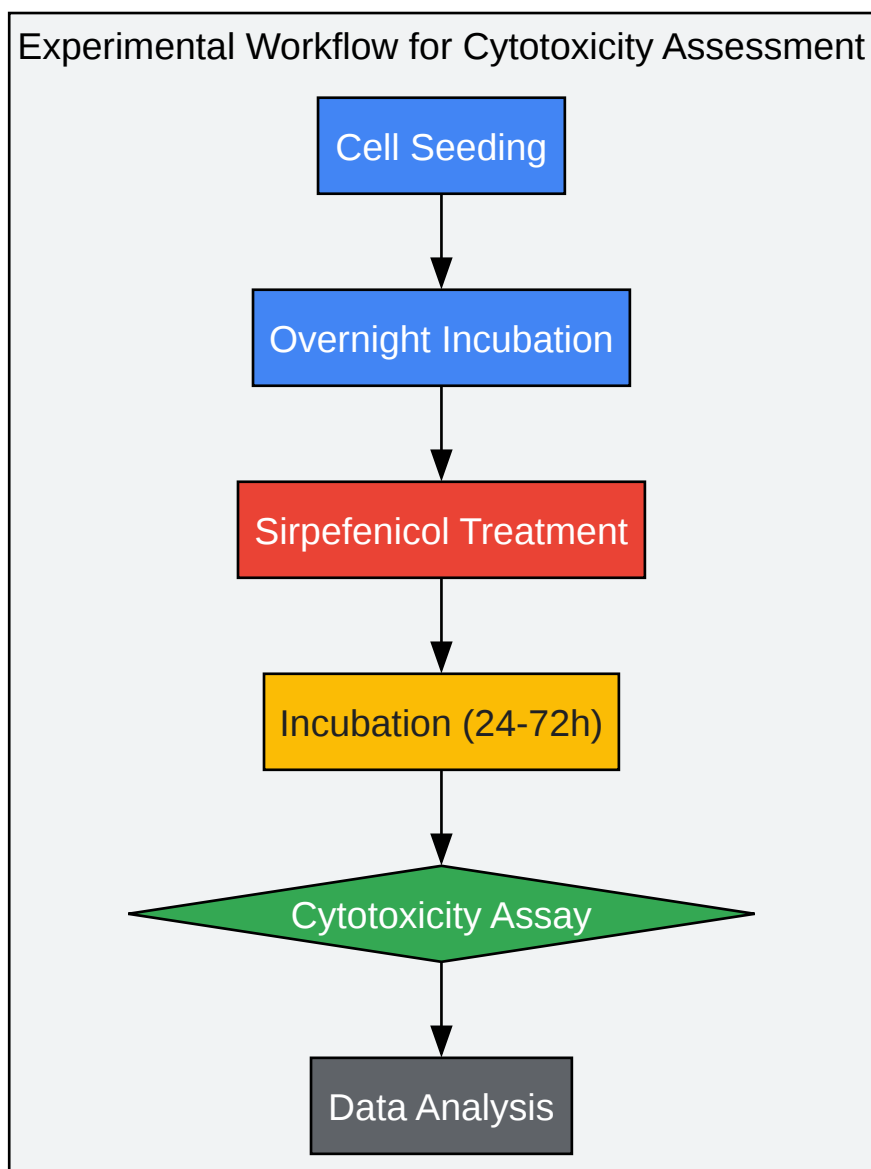 Experimental Workflow for Cytotoxicity Assessment
Cell Seeding
Overnight Incubation
Sirpefenicol Treatment
Incubation (24-72h)
Cytotoxicity Assay
Data Analysis